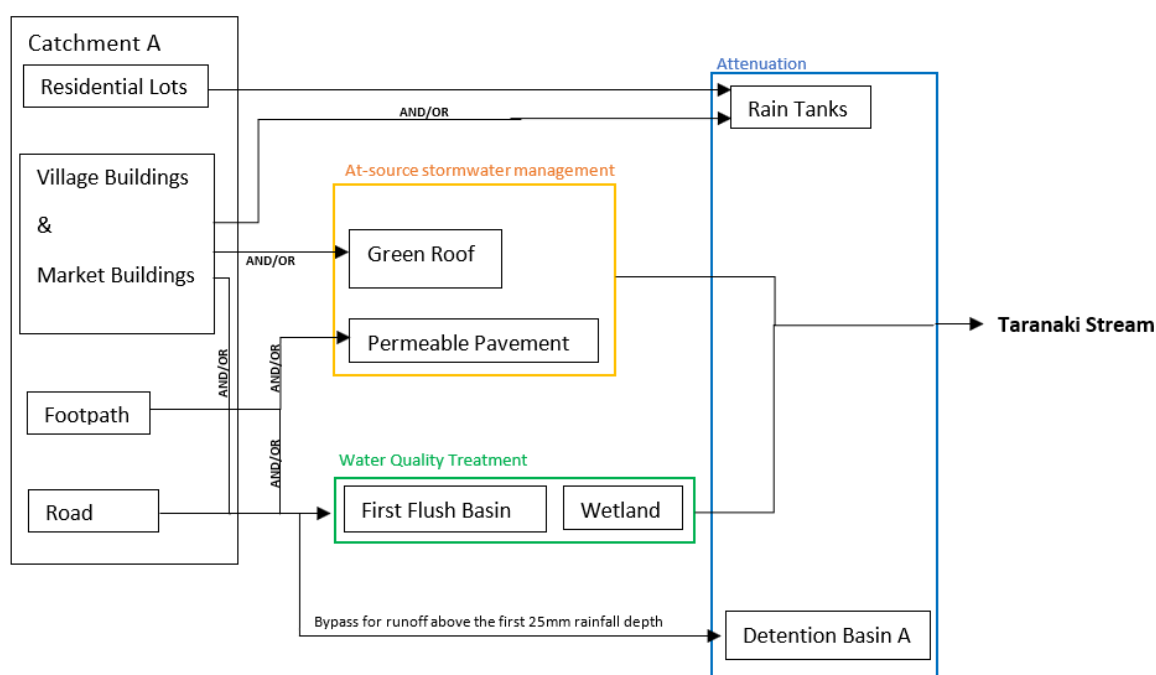 Catchment A
Residential Lots
Village Buildings
&
Market Buildings
Footpath
Road
AND/OR
AND/OR
AND/OR
AND/OR
AND/OR
At-source stormwater management
Green Roof
Permeable Pavement
Water Quality Treatment
First Flush Basin
Wetland
Bypass for runoff above the first 25mm rainfall depth
Attenuation
Rain Tanks
Detention Basin A
Taranaki Stream